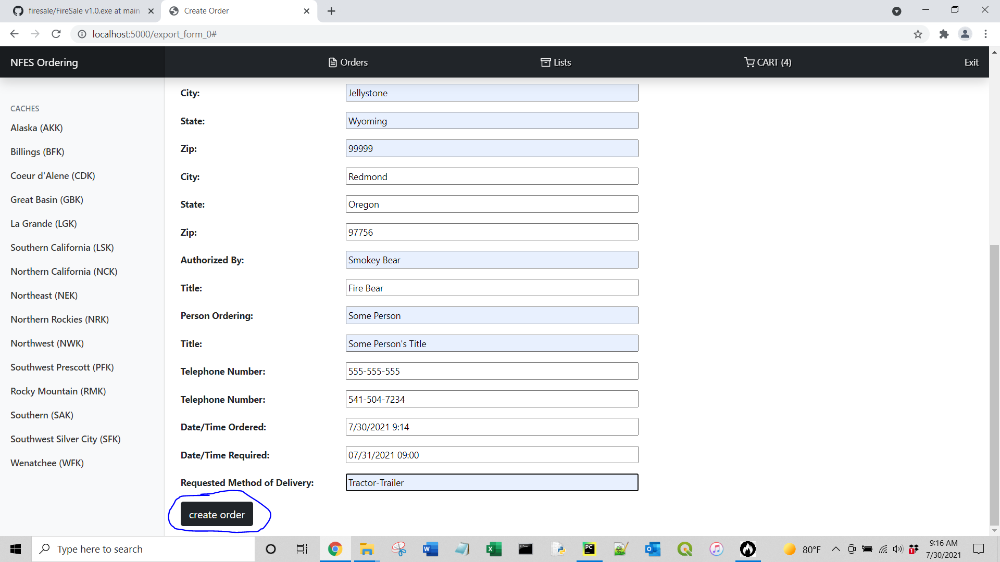 firesale/FireSale v1.0.exe at main
Create Order
localhost:5000/export_form_0#
NFES Ordering
Orders
Lists
CART (4)
Exit
CACHES
Alaska (AKK)
Billings (BFK)
Coeur d'Alene (CDK)
Great Basin (GBK)
La Grande (LGK)
Southern California (LSK)
Northern California (NCK)
Northeast (NEK)
Northern Rockies (NRK)
Northwest (NWK)
Southwest Prescott (PFK)
Rocky Mountain (RMK)
Southern (SAK)
Southwest Silver City (SFK)
Wenatchee (WFK)
City: Jellystone
State: Wyoming
Zip: 99999
City: Redmond
State: Oregon
Zip: 97756
Authorized By: Smokey Bear
Title: Fire Bear
Person Ordering: Some Person
Title: Some Person's Title
Telephone Number: 555-555-555
Telephone Number: 541-504-7234
Date/Time Ordered: 7/30/2021 9:14
Date/Time Required: 07/31/2021 09:00
Requested Method of Delivery: Tractor-Trailer
create order
Type here to search
80°F
9:16 AM
7/30/2021